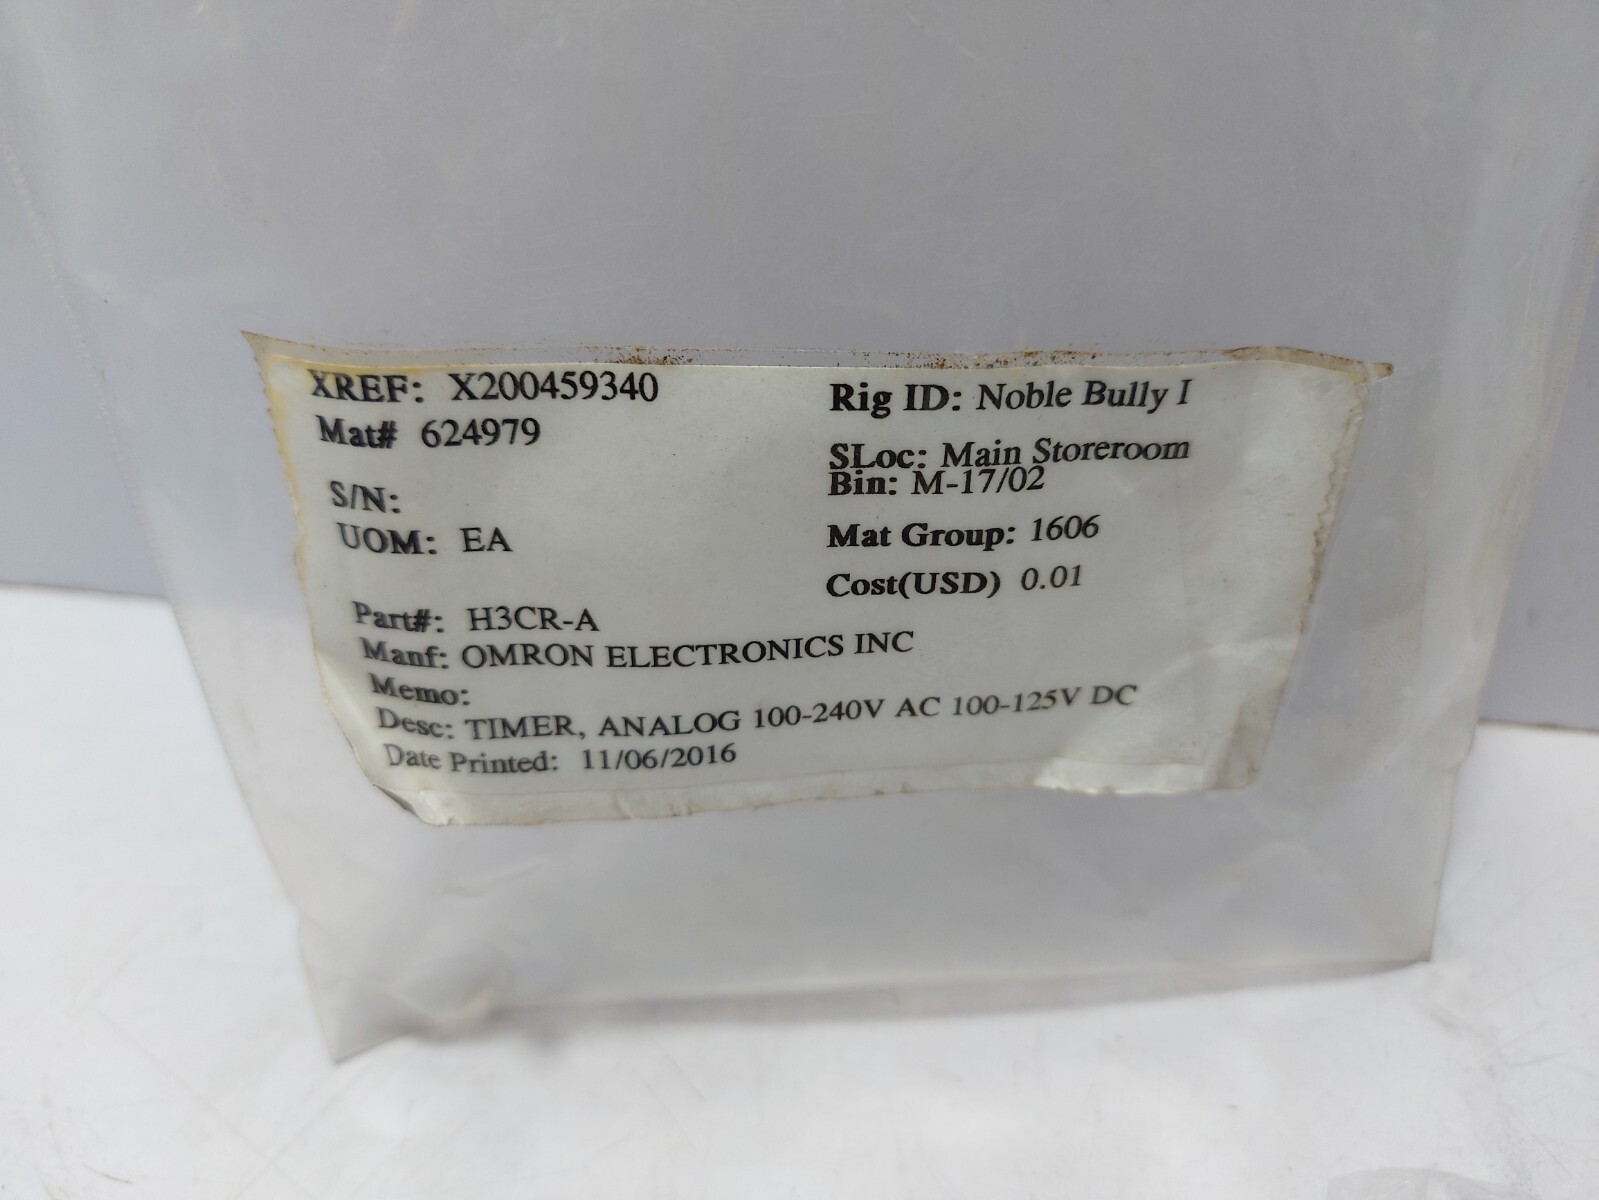 XREF: X200459340
Mat# 624979
S/N:
UOM: EA
Rig ID: Noble Bully I
SLoc: Main Storeroom
Bin: M-17/02
Mat Group: 1606
Cost(USD) 0.01
Part#: H3CR-A
Manf: OMRON ELECTRONICS INC
Memo:
Desc: TIMER, ANALOG 100-240V AC 100-125V DC
Date Printed: 11/06/2016